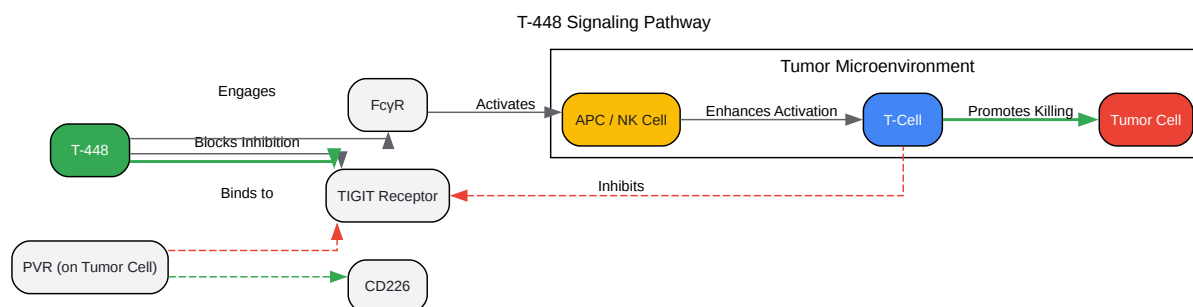 T-448 Signaling Pathway
Tumor Microenvironment
Engages
FcγR
Activates
APC / NK Cell
Enhances Activation
T-Cell
Promotes Killing
Tumor Cell
T-448
Blocks Inhibition
Binds to
TIGIT Receptor
Inhibits
PVR (on Tumor Cell)
CD226